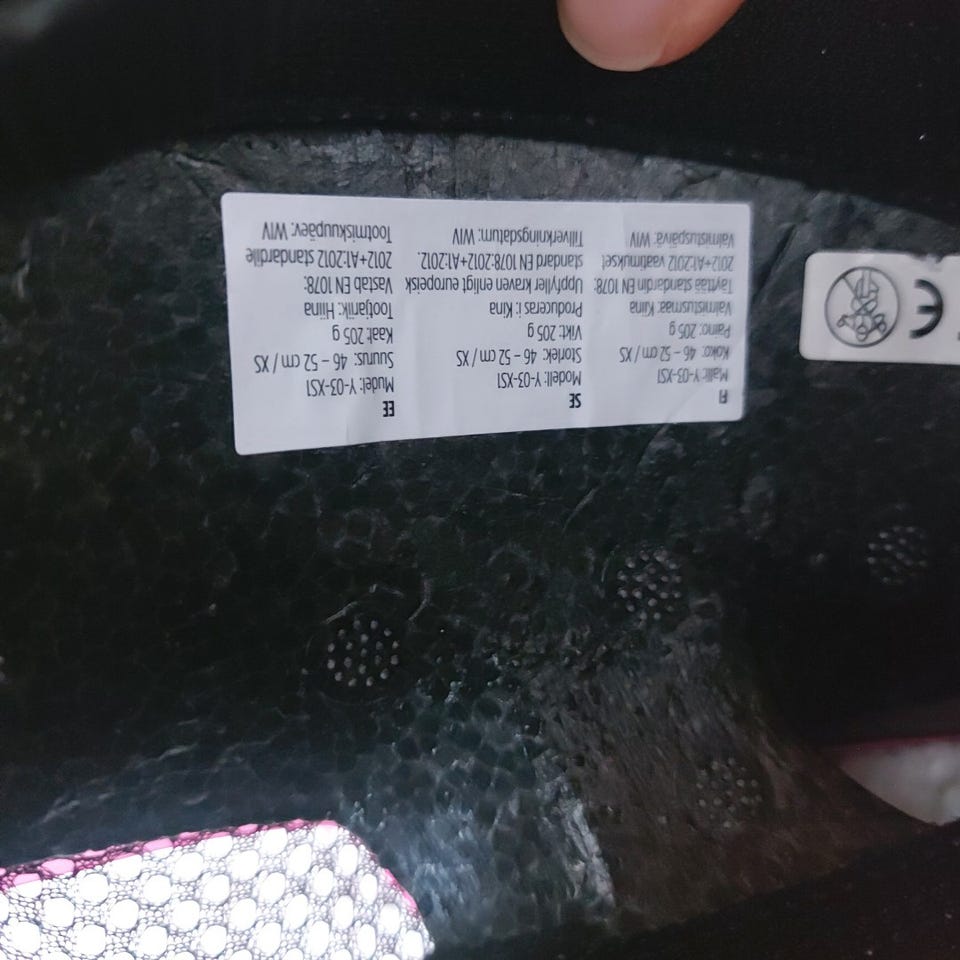 CE
FI
Malli: Y-03-XS1
Koko: 46 – 52 cm / XS
Paino: 205 g
Valmistusmaa: Kiina
Täyttää standardin EN 1078:
2012+A1:2012 vaatimukset
Valmistuspäivä: WIV
SE
Modell: Y-03-XS1
Storlek: 46 – 52 cm / XS
Vikt: 205 g
Produceras i: Kina
Uppfyller kraven enligt europeisk
standard EN 1078:2012+A1:2012.
Tillverkningsdatum: WIV
EE
Mudel: Y-03-XS1
Suurus: 46 – 52 cm / XS
Kaal: 205 g
Tootjariik: Hiina
Vastab EN 1078:
2012+A1:2012 standardile
Tootmiskuupäev: WIV